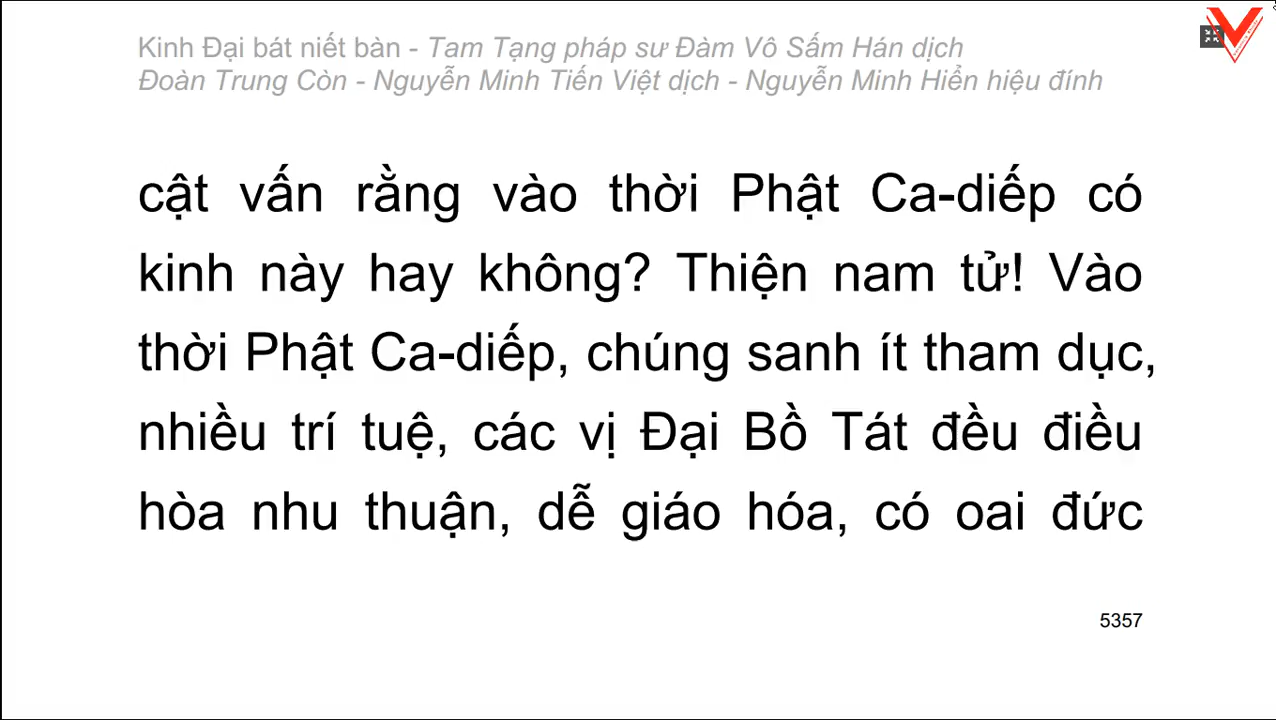 Kinh Đại bát niết bàn - Tam Tạng pháp sư Đàm Vô Sấm Hán dịch
Đoàn Trung Còn - Nguyễn Minh Tiến Việt dịch - Nguyễn Minh Hiển hiệu đính
cật vấn rằng vào thời Phật Ca-diếp có
kinh này hay không? Thiện nam tử! Vào
thời Phật Ca-diếp, chúng sanh ít tham dục,
nhiều trí tuệ, các vị Đại Bồ Tát đều điều
hòa nhu thuận, dễ giáo hóa, có oai đức
5357